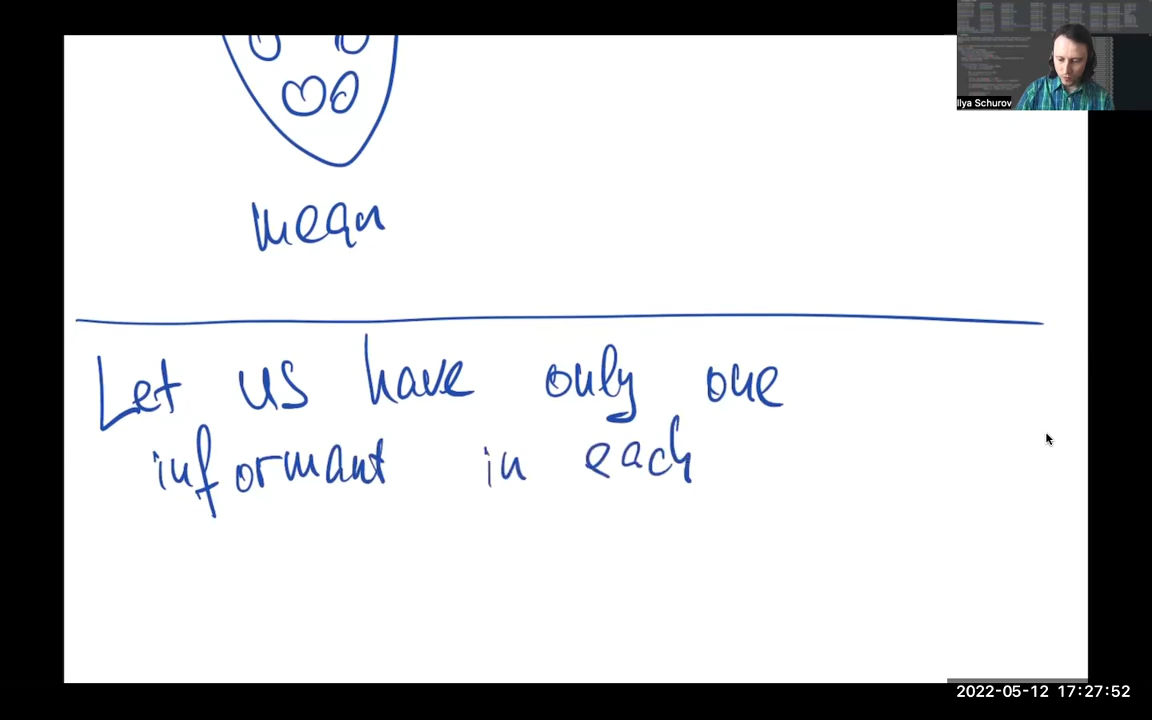 Ilya Schurov
mean
Let us have only one
informant in each
2022-05-12 17:27:52